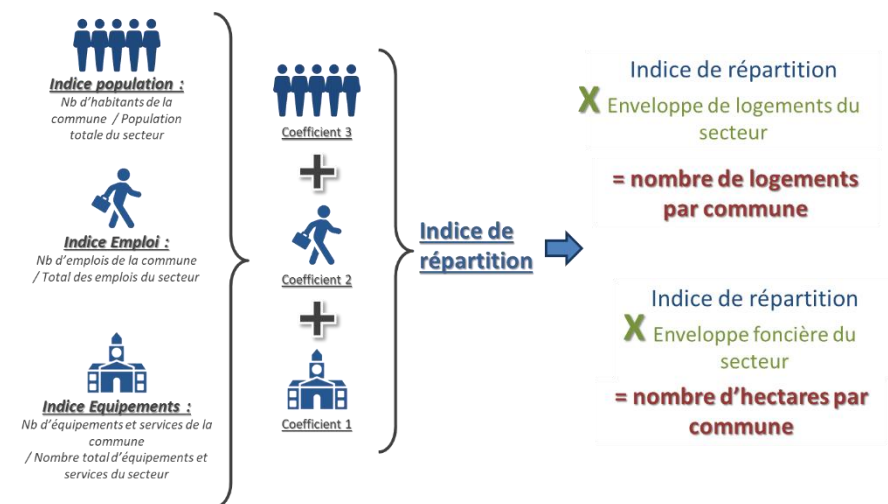 Indice population :
Nb d'habitants de la
commune / Population
totale du secteur
Indice Emploi :
Nb d'emplois de la commune
/ Total des emplois du secteur
Indice Equipements :
Nb d'équipements et services de la
commune
/ Nombre total d'équipements et
services du secteur
Coefficient 3
+
Coefficient 2
+
Coefficient 1
Indice de
répartition
Indice de répartition
X Enveloppe de logements du
secteur
= nombre de logements
par commune
Indice de répartition
X Enveloppe foncière du
secteur
= nombre d'hectares par
commune